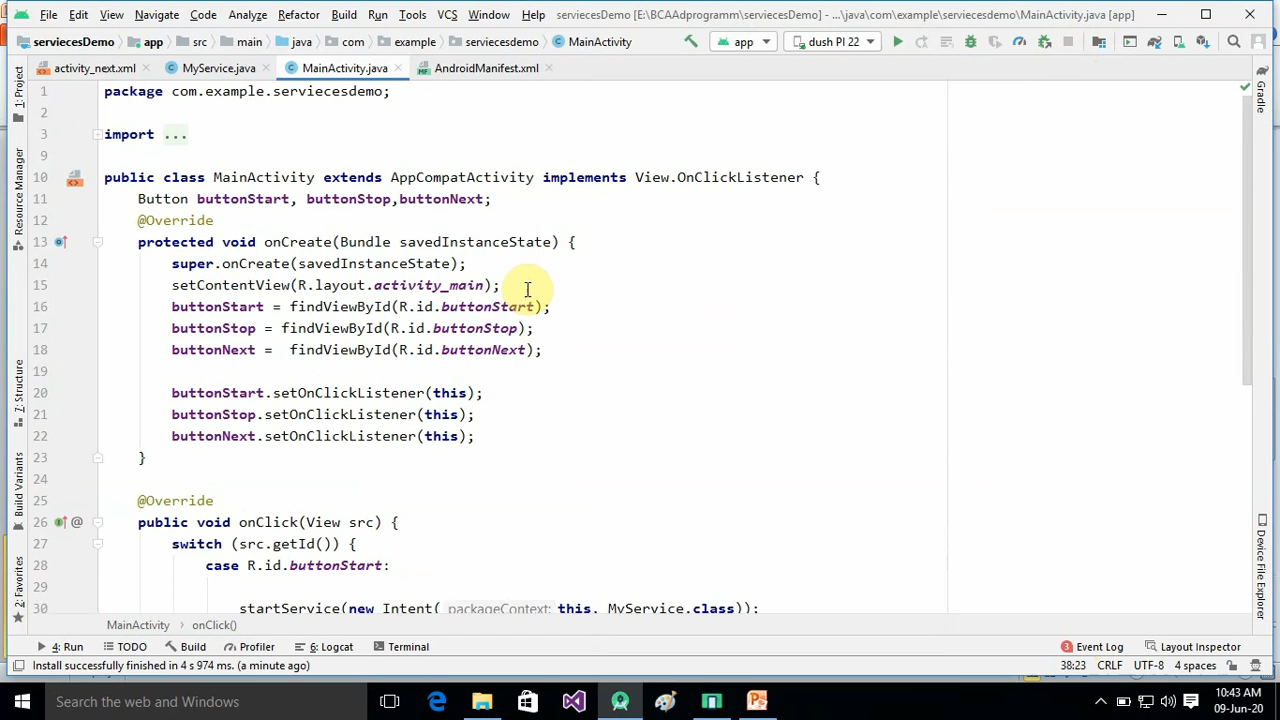 File Edit View Navigate Code Analyze Refactor Build Run Tools VCS Window Help serviecesDemo [E:\BCAAdprogramm\serviecesDemo] - ...\java\com\example\serviecesdemo\MainActivity.java [app]
serviecesDemo app src main java com example serviecesdemo MainActivity app dush PI 22
activity_next.xml MyService.java MainActivity.java AndroidManifest.xml
1 package com.example.serviecesdemo;
2
3 import ...
9
10 public class MainActivity extends AppCompatActivity implements View.OnClickListener {
11 Button buttonStart, buttonStop,buttonNext;
12 @Override
13 protected void onCreate(Bundle savedInstanceState) {
14 super.onCreate(savedInstanceState);
15 setContentView(R.layout.activity_main);
16 buttonStart = findViewById(R.id.buttonStart);
17 buttonStop = findViewById(R.id.buttonStop);
18 buttonNext =  findViewById(R.id.buttonNext);
19
20 buttonStart.setOnClickListener(this);
21 buttonStop.setOnClickListener(this);
22 buttonNext.setOnClickListener(this);
23 }
24
25 @Override
26 @ public void onClick(View src) {
27 switch (src.getId()) {
28 case R.id.buttonStart:
29
30 startService(new Intent( packageContext: this, MyService.class));
1: Project
Resource Manager
7: Structure
Build Variants
2: Favorites
Gradle
Device File Explorer
MainActivity onClick()
4: Run TODO Build Profiler 6: Logcat Terminal 3 Event Log Layout Inspector
Install successfully finished in 4 s 974 ms. (a minute ago) 38:23 CRLF UTF-8 4 spaces
Search the web and Windows
10:43 AM
09-Jun-20